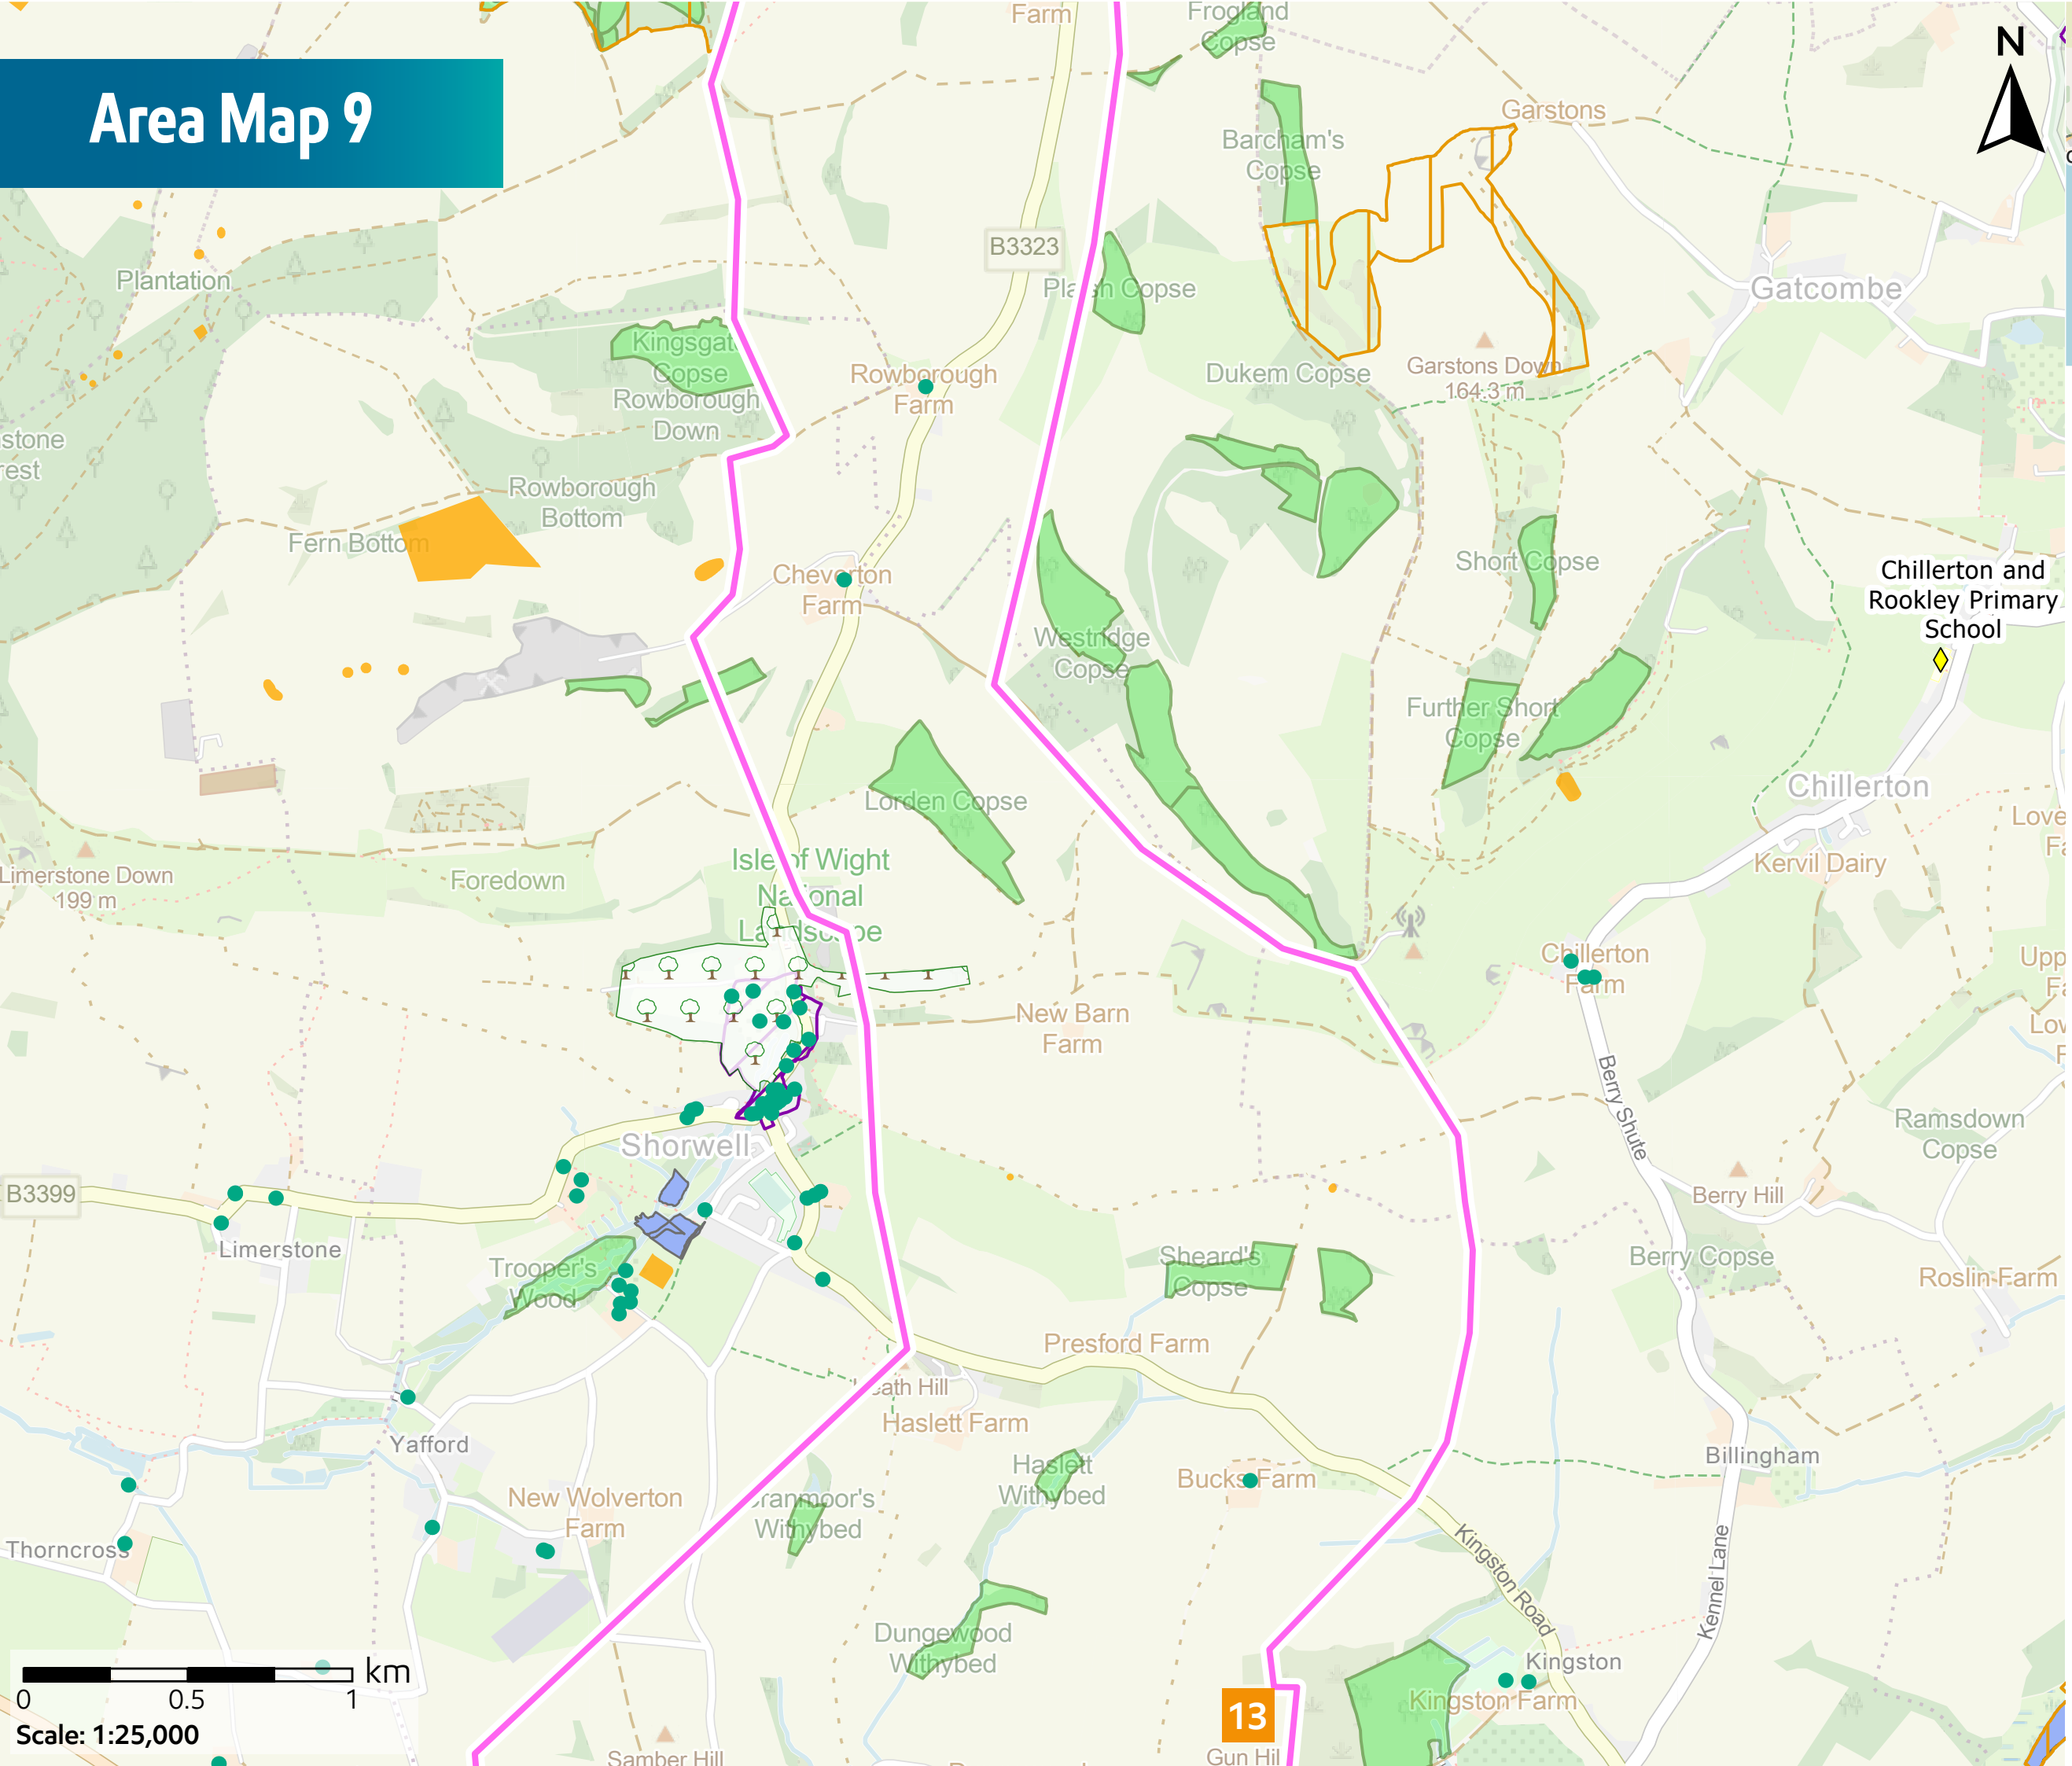 Farm
Frogland
Copse
N
Area Map 9
Garstons
Barcham's
Copse
B3323
Plantation
Gatcombe
Kingsgate
Copse
Rowborough
Down
Rowborough
Farm
Dukem Copse
Garstons Down
164.3 m
Rowborough
Bottom
Fern Bottom
Cheverton
Farm
Short Copse
Chillerton and
Rookley Primary
School
Westridge
Copse
Further Short
Copse
Lorden Copse
Chillerton
Kervil Dairy
Isle of Wight
National
Landscape
Limerstone Down
199 m
Foredown
Chillerton
Farm
New Barn
Farm
Berry Shute
Ramsdown
Copse
Shorwell
B3399
Berry Hill
Limerstone
Trooper's
Wood
Sheard's
Copse
Berry Copse
Roslin Farm
Presford Farm
Heath Hill
Haslett Farm
Yafford
Billingham
Haslett
Withybed
Bucks Farm
New Wolverton
Farm
Cranmoor's
Withybed
Thorncross
Kingston Road
Kennel Lane
Dungewood
Withybed
Kingston
Kingston Farm
km
0 0.5 1
Scale: 1:25,000
13
Samber Hill
Gun Hil